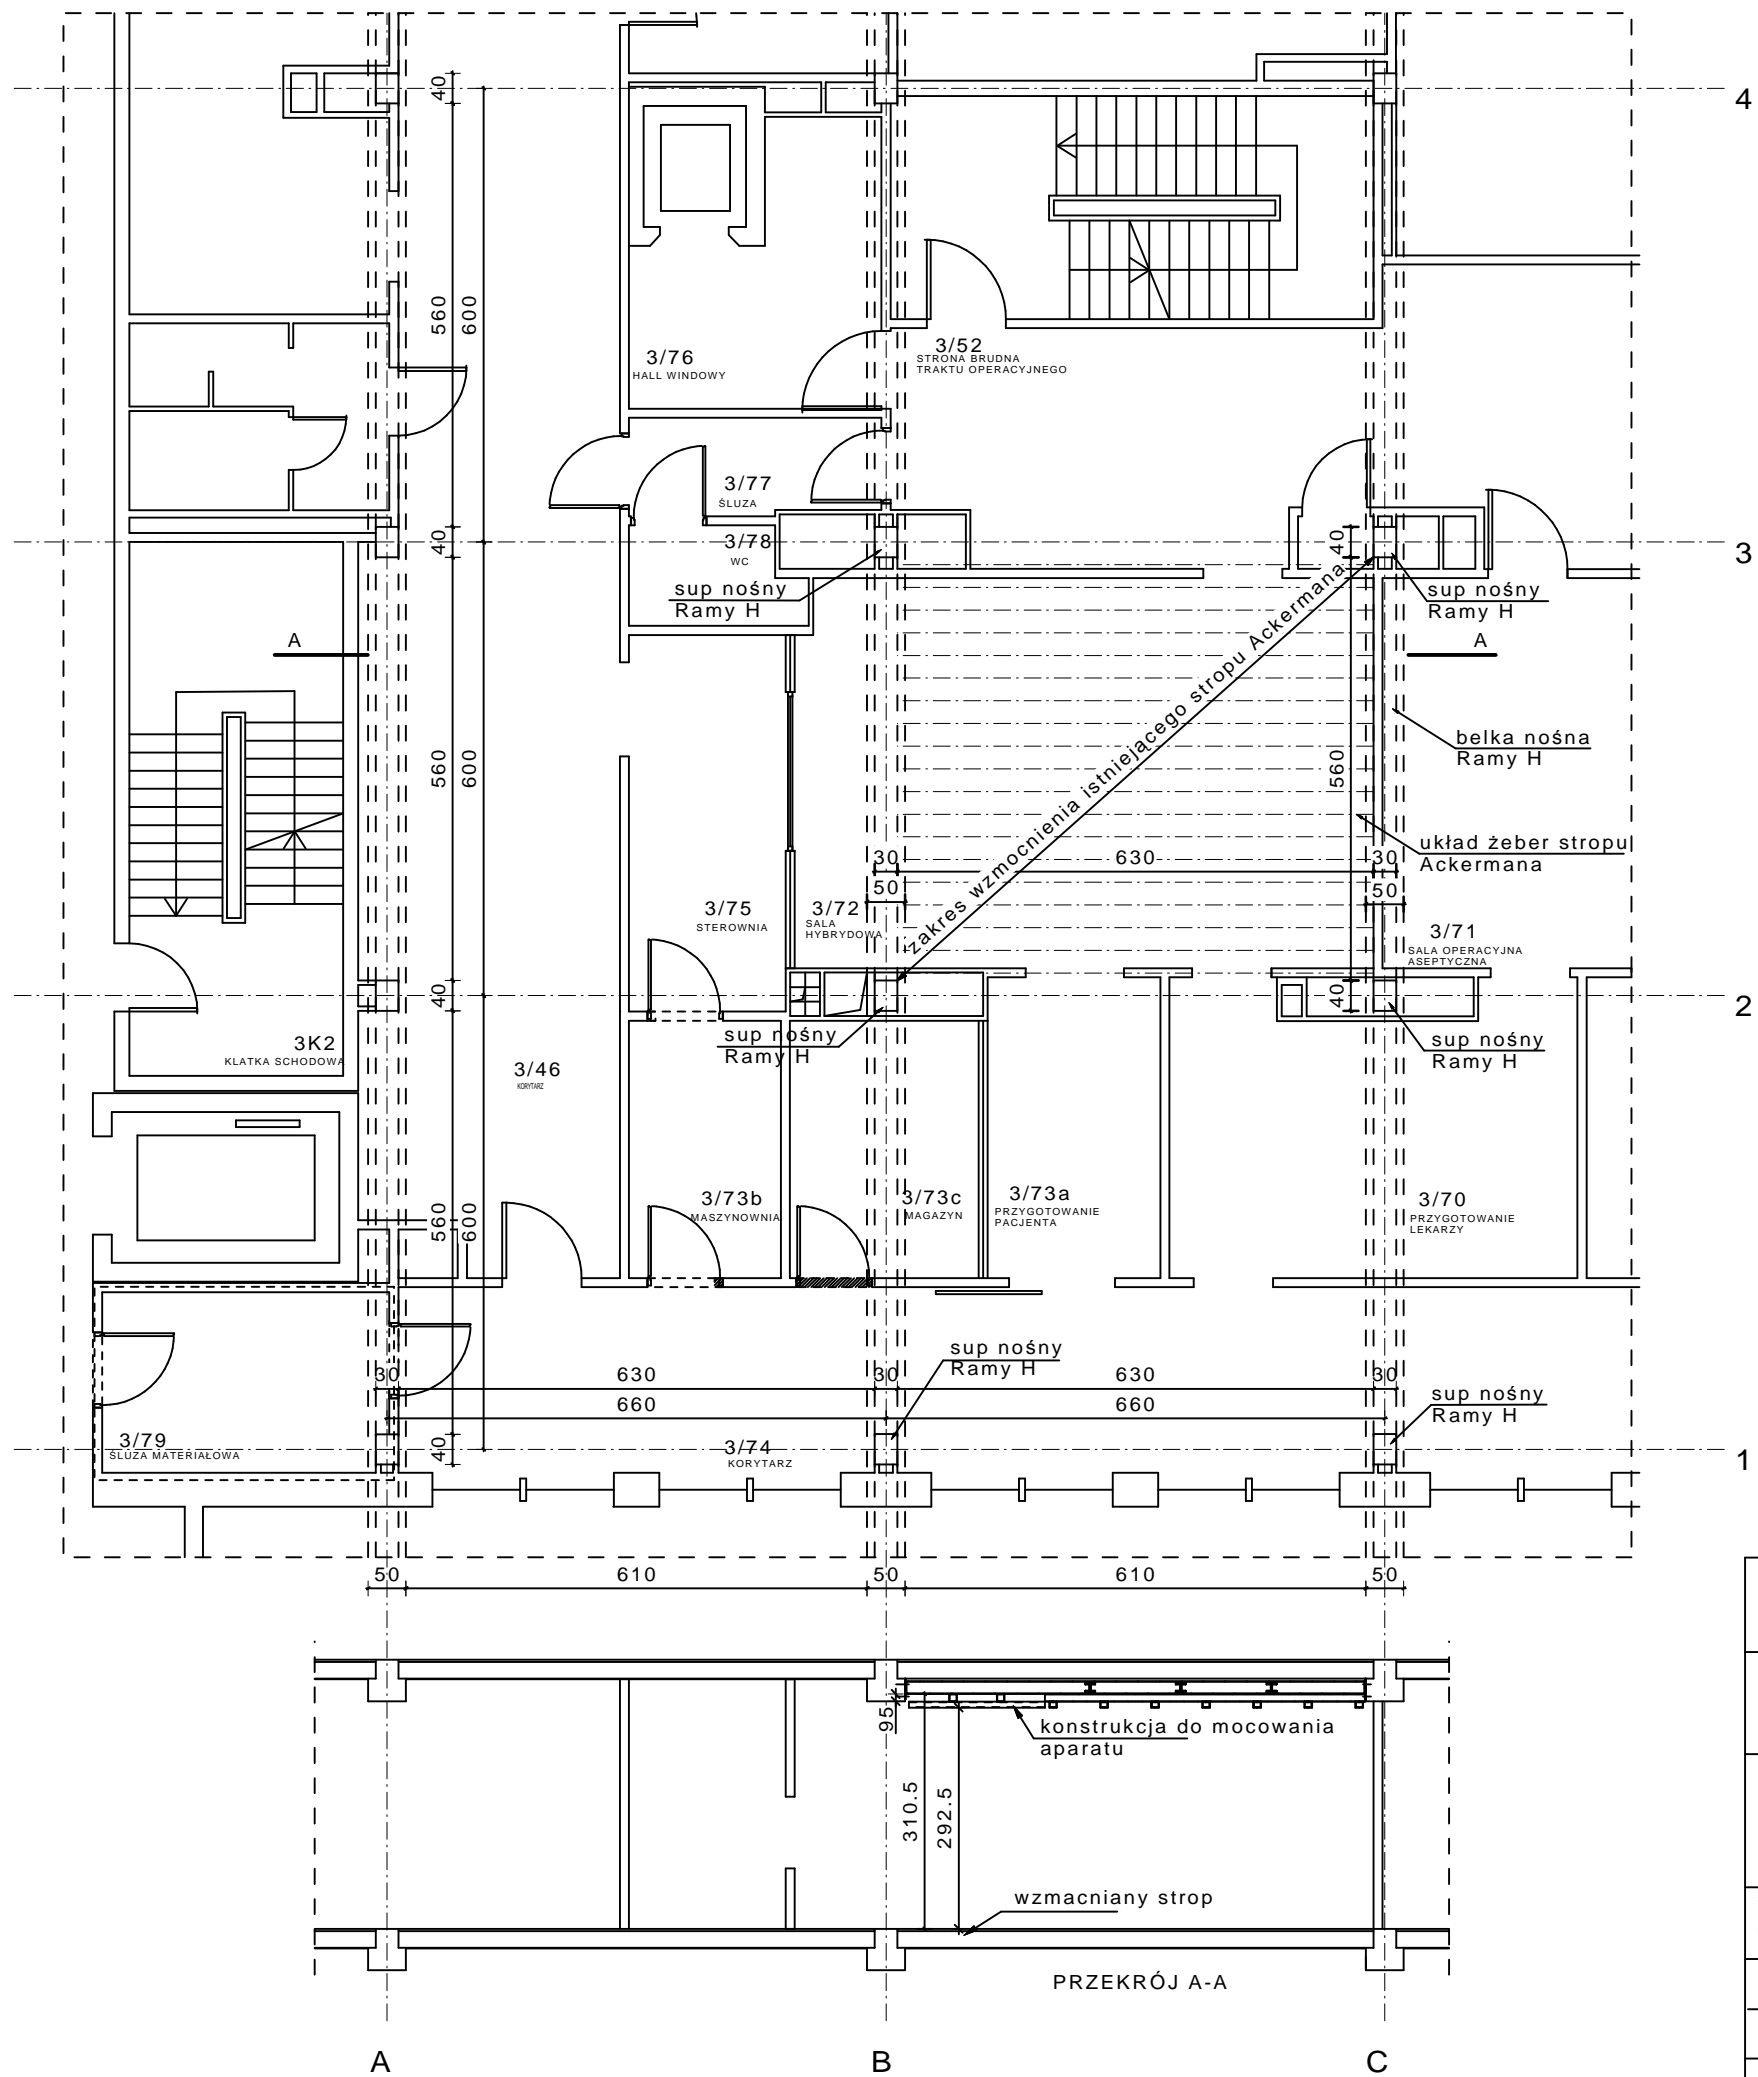 40
4
560
600
3/76
HALL WINDOWY
3/52
STRONA BRUDNA
TRAKTU OPERACYJNEGO
3/77
ŚLUZA
40
3/78
WC
40
3
sup nośny
Ramy H
sup nośny
Ramy H
A
A
zakres wzmocnienia istniejącego stropu Ackermana
belka nośna
Ramy H
560
600
560
układ żeber stropu
Ackermana
30
630
30
50
50
3/75
STEROWNIA
3/72
SALA
HYBRYDOWA
3/71
SALA OPERACYJNA
ASEPTYCZNA
40
40
2
3K2
KLATKA SCHODOWA
sup nośny
Ramy H
sup nośny
Ramy H
3/46
KORYTARZ
3/73b
MASZYNOWNIA
3/73c
MAGAZYN
3/73a
PRZYGOTOWANIE
PACJENTA
3/70
PRZYGOTOWANIE
LEKARZY
560
600
sup nośny
Ramy H
30
630
30
630
30
660
660
sup nośny
Ramy H
3/79
ŚLUZA MATERIAŁOWA
40
3/74
KORYTARZ
1
50
610
50
610
50
95
konstrukcja do mocowania
aparatu
310.5
292.5
wzmacniany strop
PRZEKRÓJ A-A
A
B
C